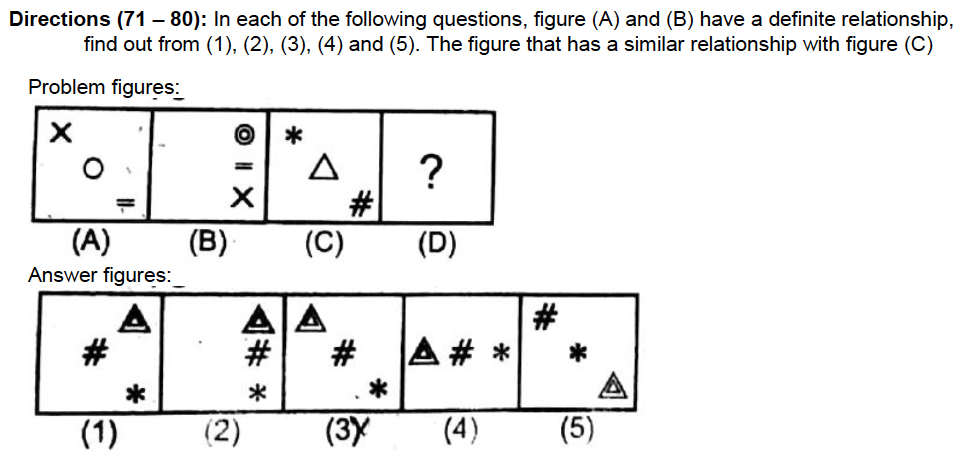 Directions (71 – 80): In each of the following questions, figure (A) and (B) have a definite relationship,
find out from (1), (2), (3), (4) and (5). The figure that has a similar relationship with figure (C)
Problem figures:
X O = ◎ = X * △ # ?
(A) (B) (C) (D)
Answer figures:
# * # * # * # * # *
(1) (2) (3) (4) (5)